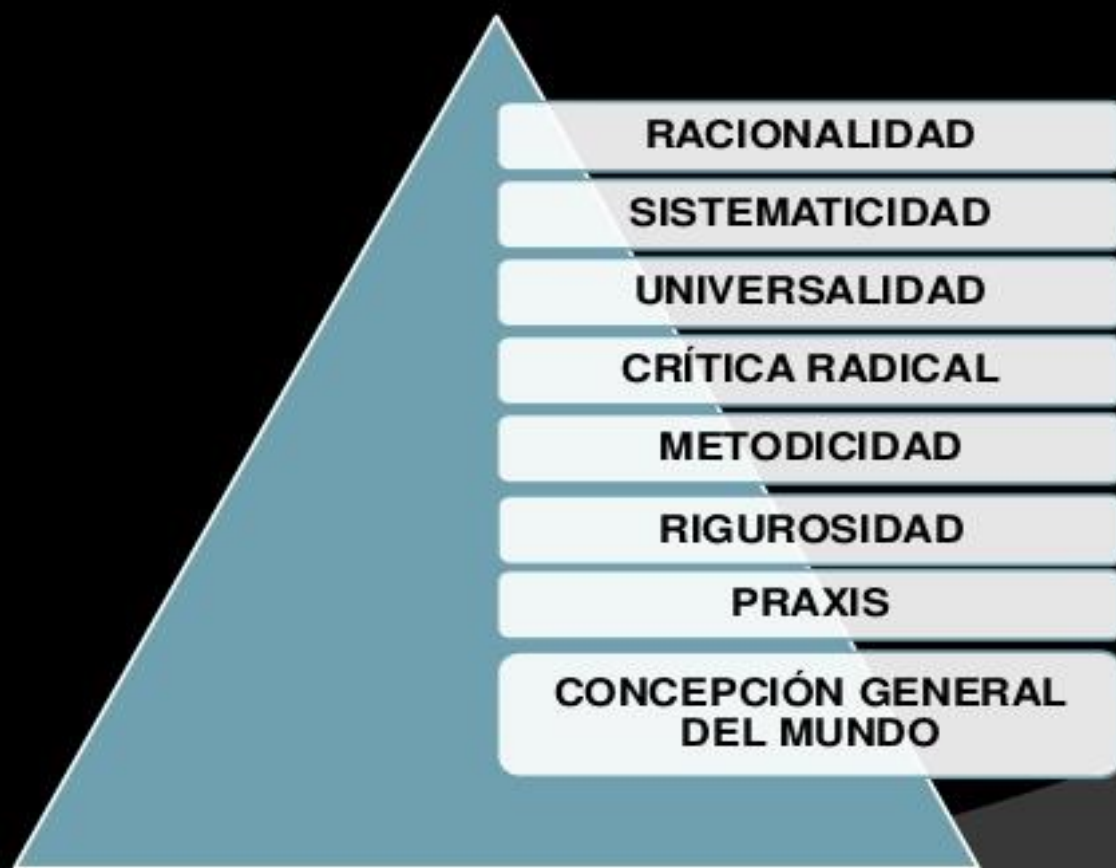 RACIONALIDAD
SISTEMATICIDAD
UNIVERSALIDAD
CRÍTICA RADICAL
METODICIDAD
RIGUROSIDAD
PRAXIS
CONCEPCIÓN GENERAL
DEL MUNDO